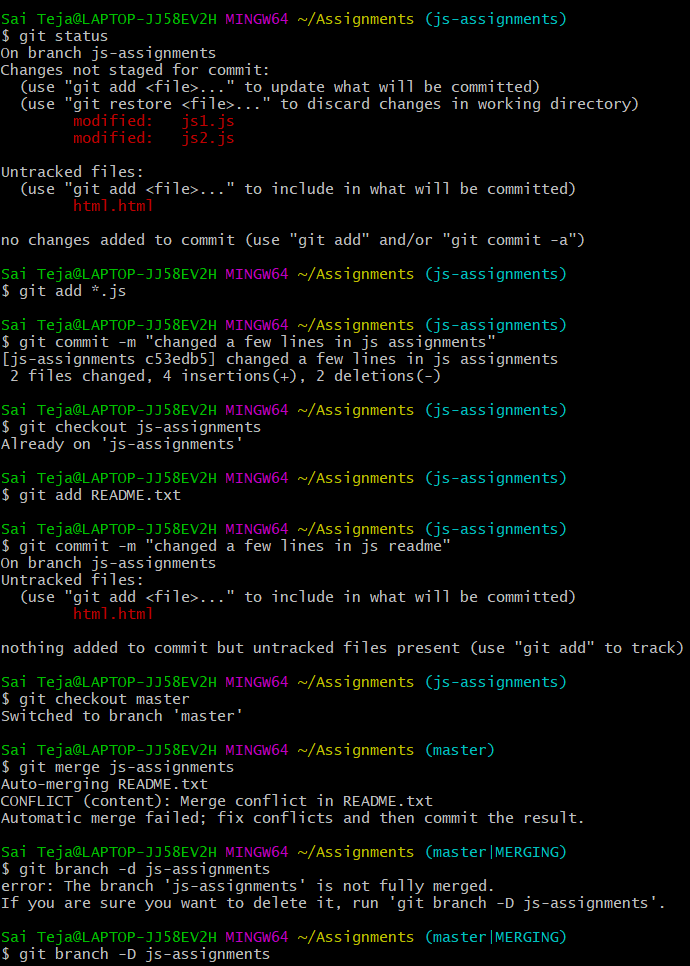 Sai Teja@LAPTOP-JJ58EV2H MINGW64 ~/Assignments (js-assignments)
$ git status
On branch js-assignments
Changes not staged for commit:
  (use "git add <file>..." to update what will be committed)
  (use "git restore <file>..." to discard changes in working directory)
        modified:   js1.js
        modified:   js2.js

Untracked files:
  (use "git add <file>..." to include in what will be committed)
        html.html

no changes added to commit (use "git add" and/or "git commit -a")

Sai Teja@LAPTOP-JJ58EV2H MINGW64 ~/Assignments (js-assignments)
$ git add *.js

Sai Teja@LAPTOP-JJ58EV2H MINGW64 ~/Assignments (js-assignments)
$ git commit -m "changed a few lines in js assignments"
[js-assignments c53edb5] changed a few lines in js assignments
 2 files changed, 4 insertions(+), 2 deletions(-)

Sai Teja@LAPTOP-JJ58EV2H MINGW64 ~/Assignments (js-assignments)
$ git checkout js-assignments
Already on 'js-assignments'

Sai Teja@LAPTOP-JJ58EV2H MINGW64 ~/Assignments (js-assignments)
$ git add README.txt

Sai Teja@LAPTOP-JJ58EV2H MINGW64 ~/Assignments (js-assignments)
$ git commit -m "changed a few lines in js readme"
On branch js-assignments
Untracked files:
  (use "git add <file>..." to include in what will be committed)
        html.html

nothing added to commit but untracked files present (use "git add" to track)

Sai Teja@LAPTOP-JJ58EV2H MINGW64 ~/Assignments (js-assignments)
$ git checkout master
Switched to branch 'master'

Sai Teja@LAPTOP-JJ58EV2H MINGW64 ~/Assignments (master)
$ git merge js-assignments
Auto-merging README.txt
CONFLICT (content): Merge conflict in README.txt
Automatic merge failed; fix conflicts and then commit the result.

Sai Teja@LAPTOP-JJ58EV2H MINGW64 ~/Assignments (master|MERGING)
$ git branch -d js-assignments
error: The branch 'js-assignments' is not fully merged.
If you are sure you want to delete it, run 'git branch -D js-assignments'.

Sai Teja@LAPTOP-JJ58EV2H MINGW64 ~/Assignments (master|MERGING)
$ git branch -D js-assignments